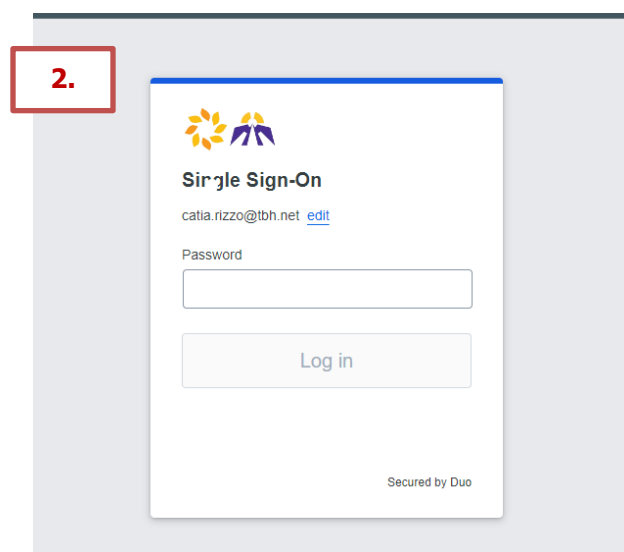 2.
Single Sign-On
catia.rizzo@tbh.net edit
Password
Log in
Secured by Duo